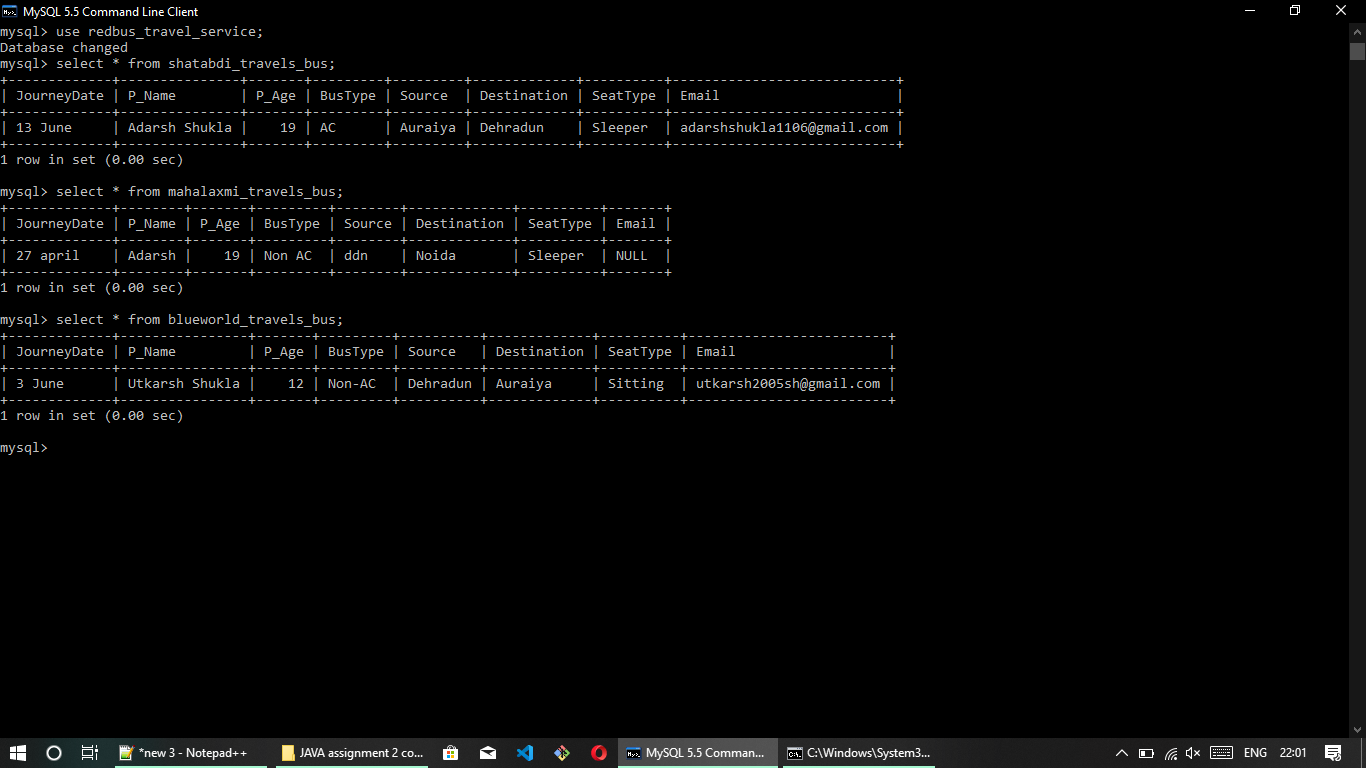 MySQL 5.5 Command Line Client
mysql> use redbus_travel_service;
Database changed
mysql> select * from shatabdi_travels_bus;
+-------------+---------------+-------+---------+---------+-------------+----------+----------------------------+
| JourneyDate | P_Name        | P_Age | BusType | Source  | Destination | SeatType | Email                      |
+-------------+---------------+-------+---------+---------+-------------+----------+----------------------------+
| 13 June     | Adarsh Shukla |    19 | AC      | Auraiya | Dehradun    | Sleeper  | adarshshukla1106@gmail.com |
+-------------+---------------+-------+---------+---------+-------------+----------+----------------------------+
1 row in set (0.00 sec)
mysql> select * from mahalaxmi_travels_bus;
+-------------+--------+-------+---------+--------+-------------+----------+-------+
| JourneyDate | P_Name | P_Age | BusType | Source | Destination | SeatType | Email |
+-------------+--------+-------+---------+--------+-------------+----------+-------+
| 27 april    | Adarsh |    19 | Non AC  | ddn    | Noida       | Sleeper  | NULL  |
+-------------+--------+-------+---------+--------+-------------+----------+-------+
1 row in set (0.00 sec)
mysql> select * from blueworld_travels_bus;
+-------------+----------------+-------+---------+----------+-------------+----------+-------------------------+
| JourneyDate | P_Name         | P_Age | BusType | Source   | Destination | SeatType | Email                   |
+-------------+----------------+-------+---------+----------+-------------+----------+-------------------------+
| 3 June      | Utkarsh Shukla |    12 | Non-AC  | Dehradun | Auraiya     | Sitting  | utkarsh2005sh@gmail.com |
+-------------+----------------+-------+---------+----------+-------------+----------+-------------------------+
1 row in set (0.00 sec)
mysql>
*new 3 - Notepad++ JAVA assignment 2 co... MySQL 5.5 Comman... C:\Windows\System3... ENG 22:01